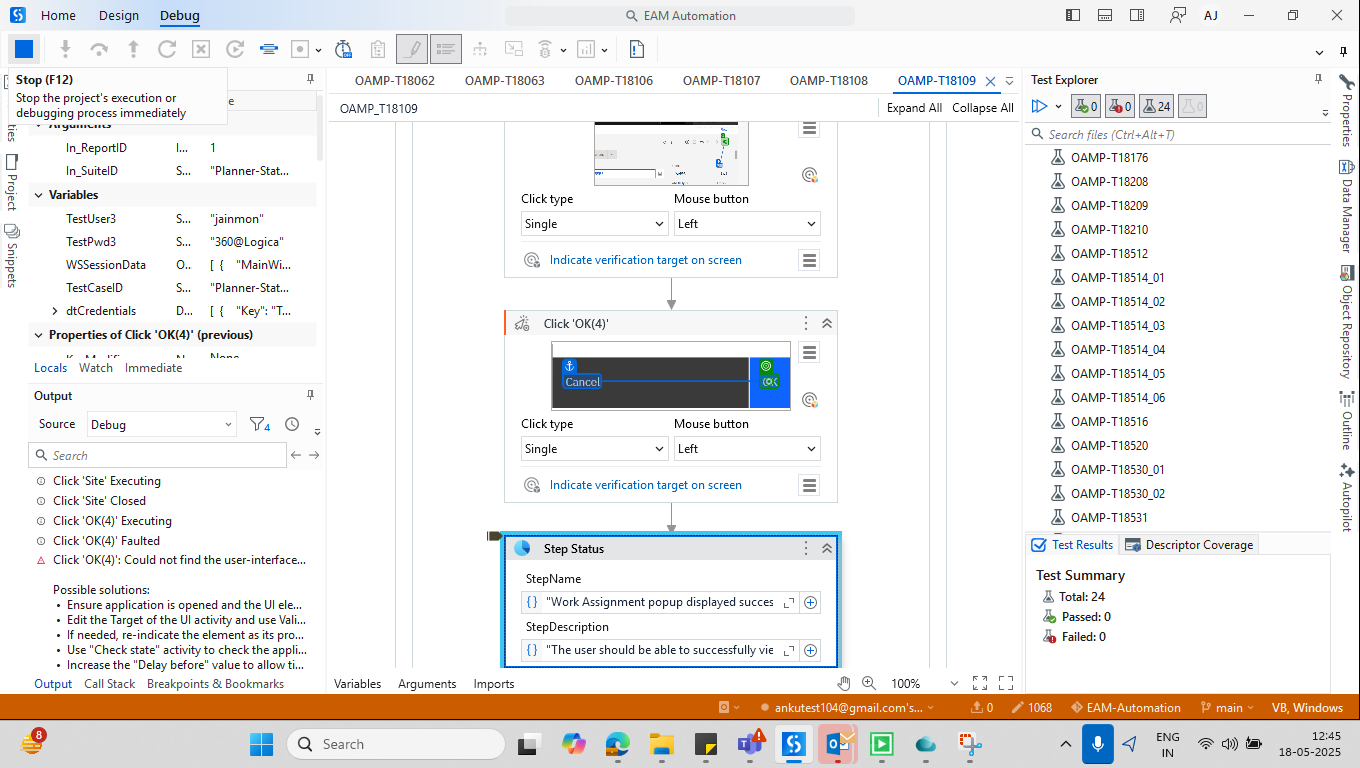 Home Design Debug
EAM Automation
AJ
Stop (F12)
Stop the project's execution or
debugging process immediately
Arguments
In_ReportID I... 1
In_SuiteID S... "Planner-Stat...
Variables
TestUser3 S... "jainmon"
TestPwd3 S... "360@Logica"
WSSessionData O... [ { "MainWi...
TestCaseID S... "Planner-Stat...
dtCredentials D... [ { "Key": "T...
Properties of Click 'OK(4)' (previous)
Locals Watch Immediate
Output
Source Debug
4
Search
Click 'Site' Executing
Click 'Site' Closed
Click 'OK(4)' Executing
Click 'OK(4)' Faulted
Click 'OK(4)': Could not find the user-interface...
Possible solutions:
• Ensure application is opened and the UI ele...
• Edit the Target of the UI activity and use Vali...
• If needed, re-indicate the element as its pro...
• Use "Check state" activity to check the appli...
• Increase the "Delay before" value to allow ti...
Output Call Stack Breakpoints & Bookmarks
Project
Snippets
OAMP-T18062 OAMP-T18063 OAMP-T18106 OAMP-T18107 OAMP-T18108 OAMP-T18109
OAMP_T18109
Expand All Collapse All
Click type Mouse button
Single Left
Indicate verification target on screen
Click 'OK(4)'
Cancel
Click type Mouse button
Single Left
Indicate verification target on screen
Step Status
StepName
"Work Assignment popup displayed succes
StepDescription
"The user should be able to successfully vie
Variables Arguments Imports
100%
Test Explorer
0 0 24 0
Search files (Ctrl+Alt+T)
OAMP-T18176
OAMP-T18208
OAMP-T18209
OAMP-T18210
OAMP-T18512
OAMP-T18514_01
OAMP-T18514_02
OAMP-T18514_03
OAMP-T18514_04
OAMP-T18514_05
OAMP-T18514_06
OAMP-T18516
OAMP-T18520
OAMP-T18530_01
OAMP-T18530_02
OAMP-T18531
Test Results Descriptor Coverage
Test Summary
Total: 24
Passed: 0
Failed: 0
Properties
Data Manager
Object Repository
Outline
Autopilot
ankutest104@gmail.com's... 0 1068 EAM-Automation main VB, Windows
8
Search
ENG
IN
12:45
18-05-2025